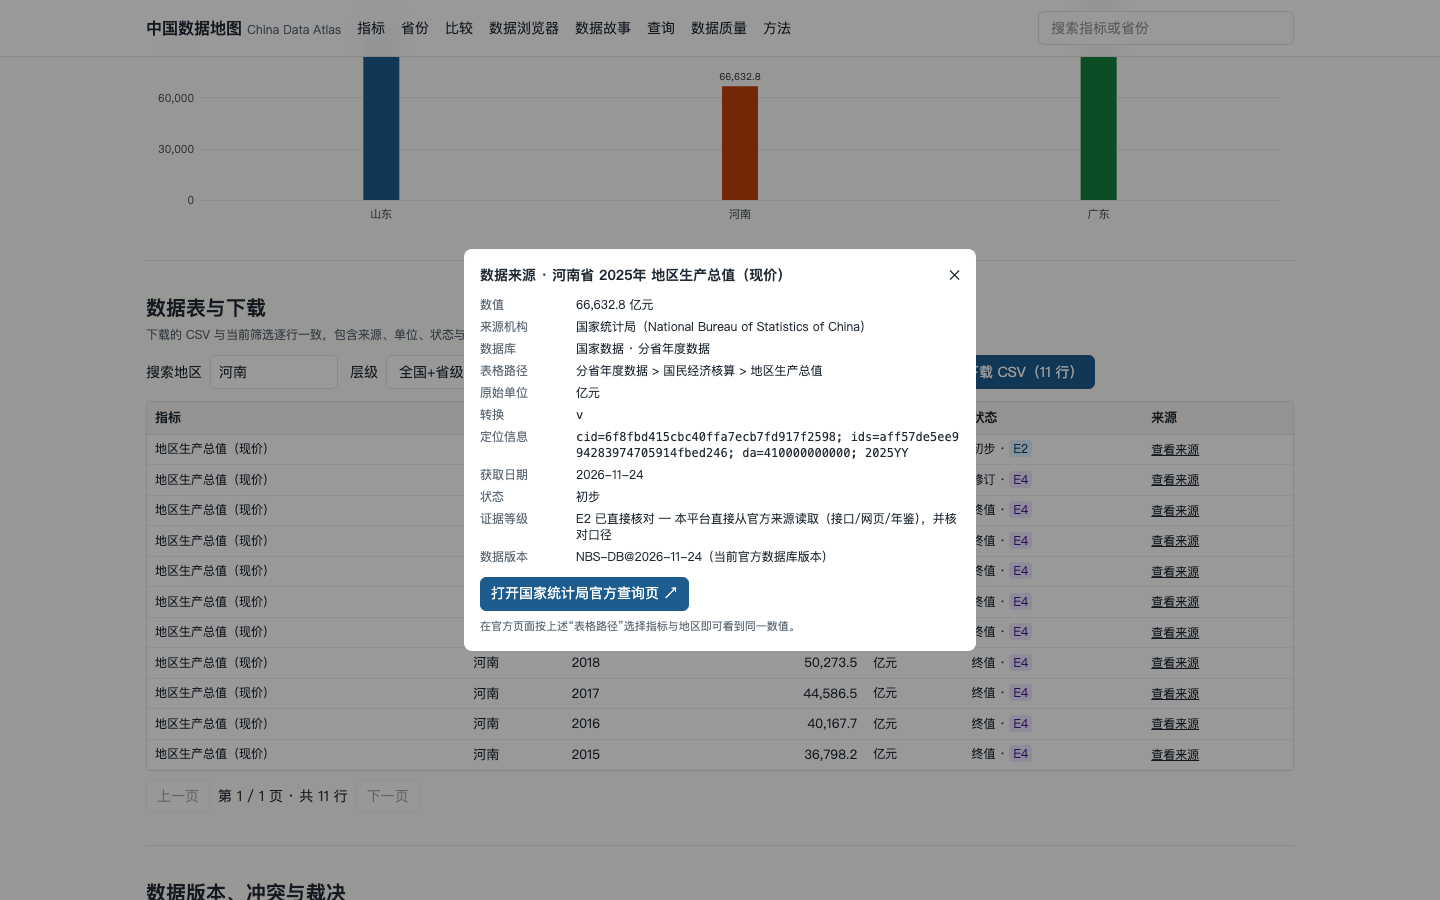 中国数据地图 China Data Atlas 指标 省份 比较 数据浏览器 数据故事 查询 数据质量 方法 搜索指标或省份
66,632.8
60,000
30,000
0
山东 河南 广东
数据来源 · 河南省 2025年 地区生产总值（现价）
数值 66,632.8 亿元
来源机构 国家统计局（National Bureau of Statistics of China）
数据库 国家数据 · 分省年度数据
表格路径 分省年度数据 > 国民经济核算 > 地区生产总值
原始单位 亿元
转换 v
定位信息 cid=6f8fbd415cbc40ffa7ecb7fd917f2598; ids=aff57de5ee9
94283974705914fbed246; da=410000000000; 2025YY
获取日期 2026-11-24
状态 初步
证据等级 E2 已直接核对 — 本平台直接从官方来源读取（接口/网页/年鉴），并核
对口径
数据版本 NBS-DB@2026-11-24（当前官方数据库版本）
打开国家统计局官方查询页 ↗
在官方页面按上述“表格路径”选择指标与地区即可看到同一数值。
数据表与下载
下载的 CSV 与当前筛选逐行一致，包含来源、单位、状态与
搜索地区 河南 层级 全国+省级 下载 CSV（11 行）
指标 状态 来源
地区生产总值（现价） 初步 · E2 查看来源
地区生产总值（现价） 修订 · E4 查看来源
地区生产总值（现价） 终值 · E4 查看来源
地区生产总值（现价） 终值 · E4 查看来源
地区生产总值（现价） 终值 · E4 查看来源
地区生产总值（现价） 终值 · E4 查看来源
地区生产总值（现价） 终值 · E4 查看来源
地区生产总值（现价） 河南 2018 50,273.5 亿元 终值 · E4 查看来源
地区生产总值（现价） 河南 2017 44,586.5 亿元 终值 · E4 查看来源
地区生产总值（现价） 河南 2016 40,167.7 亿元 终值 · E4 查看来源
地区生产总值（现价） 河南 2015 36,798.2 亿元 终值 · E4 查看来源
上一页 第 1 / 1 页 · 共 11 行 下一页
数据版本、冲突与裁决